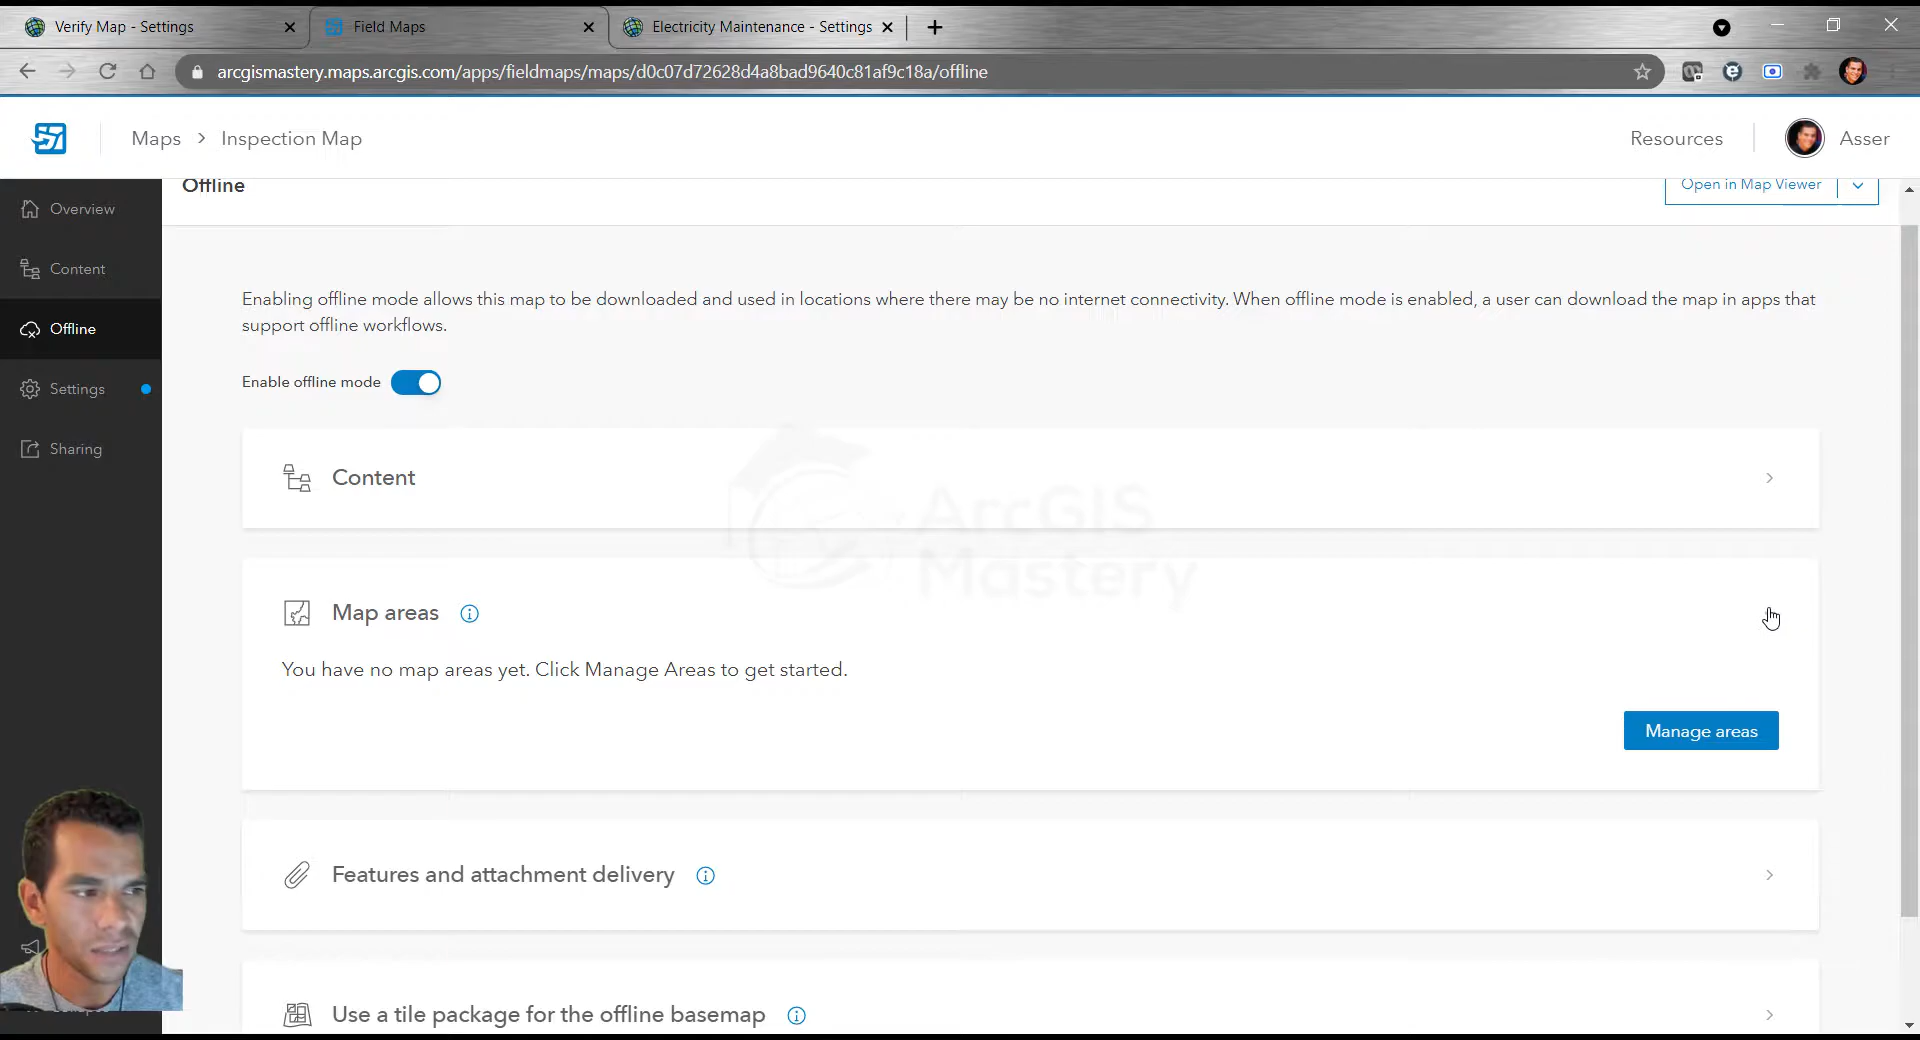 Verify Map - Settings
Field Maps
Electricity Maintenance - Settings
arcgismastery.maps.arcgis.com/apps/fieldmaps/maps/d0c07d72628d4a8bad9640c81af9c18a/offline
Maps > Inspection Map
Resources
Asser
Overview
Content
Offline
Settings
Sharing
Offline
Open in Map Viewer
Enabling offline mode allows this map to be downloaded and used in locations where there may be no internet connectivity. When offline mode is enabled, a user can download the map in apps that
support offline workflows.
Enable offline mode
Content
ArcGIS
Mastery
Map areas
You have no map areas yet. Click Manage Areas to get started.
Manage areas
Features and attachment delivery
Use a tile package for the offline basemap